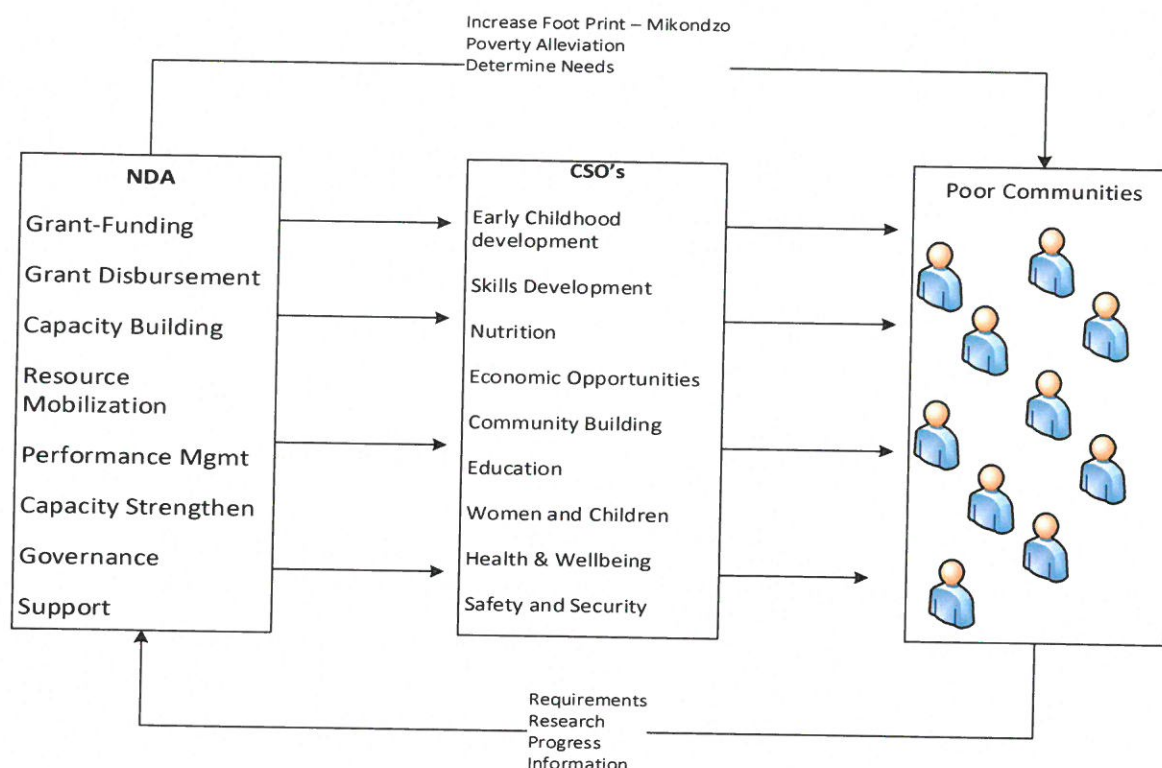 Increase Foot Print – Mikondzo
Poverty Alleviation
Determine Needs
NDA
Grant-Funding
Grant Disbursement
Capacity Building
Resource
Mobilization
Performance Mgmt
Capacity Strengthen
Governance
Support
CSO's
Early Childhood
development
Skills Development
Nutrition
Economic Opportunities
Community Building
Education
Women and Children
Health & Wellbeing
Safety and Security
Poor Communities
Requirements
Research
Progress
Information